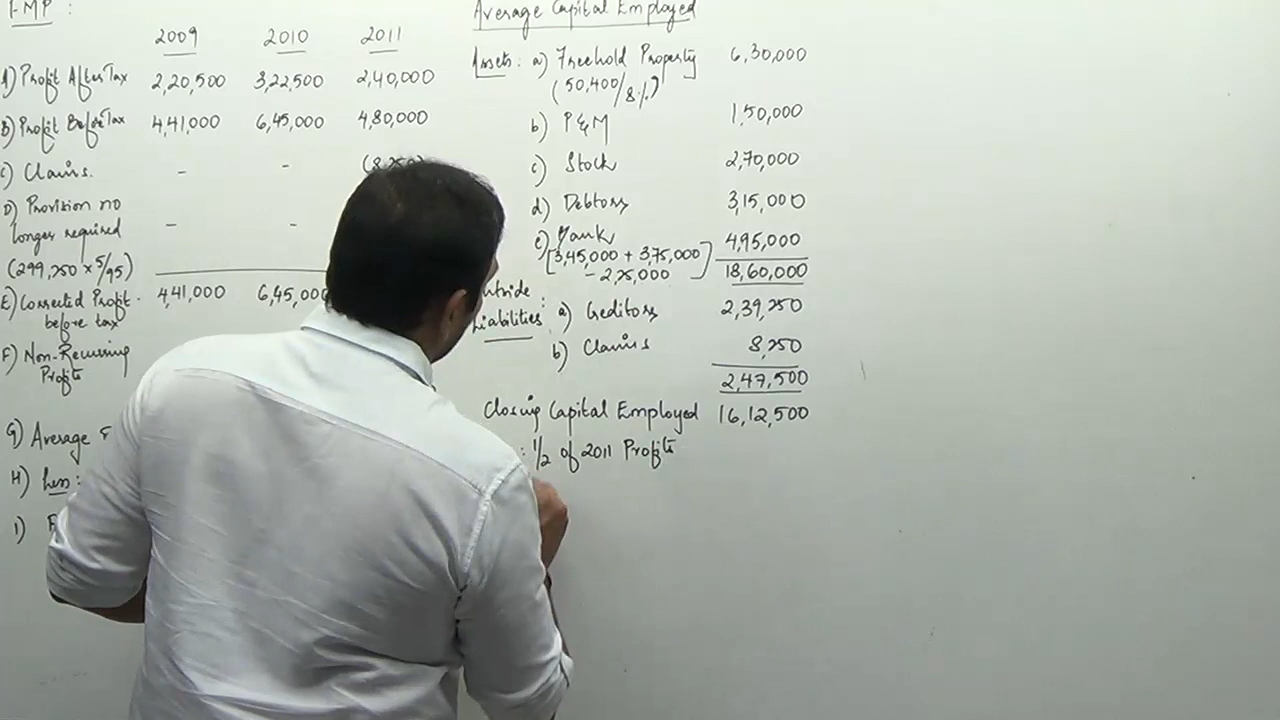 FMP :
2009 2010 2011
A) Profit After Tax 2,20,500 3,22,500 2,40,000
B) Profit Before Tax 4,41,000 6,45,000 4,80,000
C) Claims. - - (8,250)
D) Provision no
longer required - -
(299,250 x 5/95)
E) Corrected Profit 4,41,000 6,45,000
before tax
F) Non-Recurring
Profits
G) Average
H) Less:
I)
Average Capital Employed
Assets: a) Freehold Property 6,30,000
(50,400/8%)
b) P&M 1,50,000
c) Stock 2,70,000
d) Debtors 3,15,000
e) Bank 4,95,000
[3,45,000 + 3,75,000
- 2,25,000] 18,60,000
Outside
Liabilities: a) Creditors 2,39,250
b) Claims 8,250
2,47,500
Closing Capital Employed 16,12,500
: 1/2 of 2011 Profits